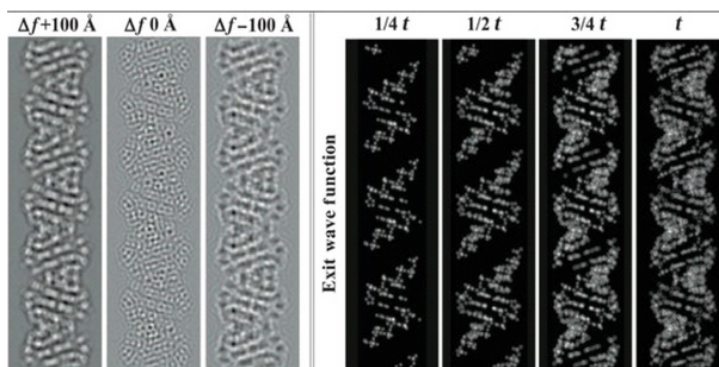 Δf+100 Å Δf 0 Å Δf−100 Å
1/4 t 1/2 t 3/4 t t
Exit wave function